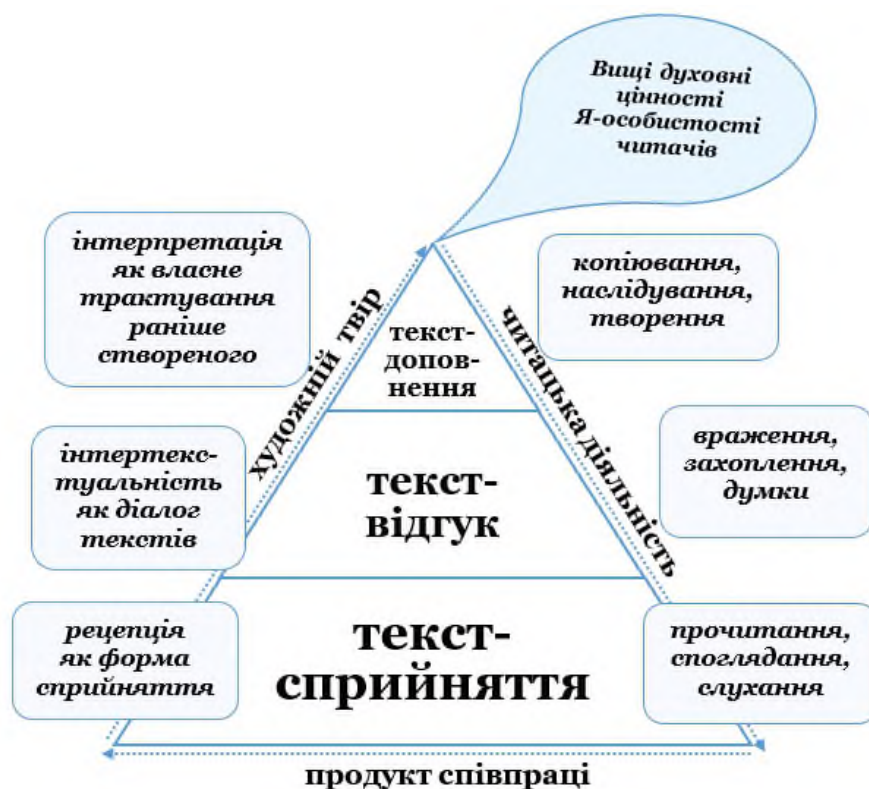 Вищі духовні
цінності
Я-особистості
читачів
інтерпретація
як власне
трактування
раніше
створеного
копіювання,
наслідування,
творення
художній твір
читацька діяльність
текст-
допов-
нення
інтертекс-
туальність
як діалог
текстів
текст-
відгук
враження,
захоплення,
думки
рецепція
як форма
сприйняття
текст-
сприйняття
прочитання,
споглядання,
слухання
продукт співпраці